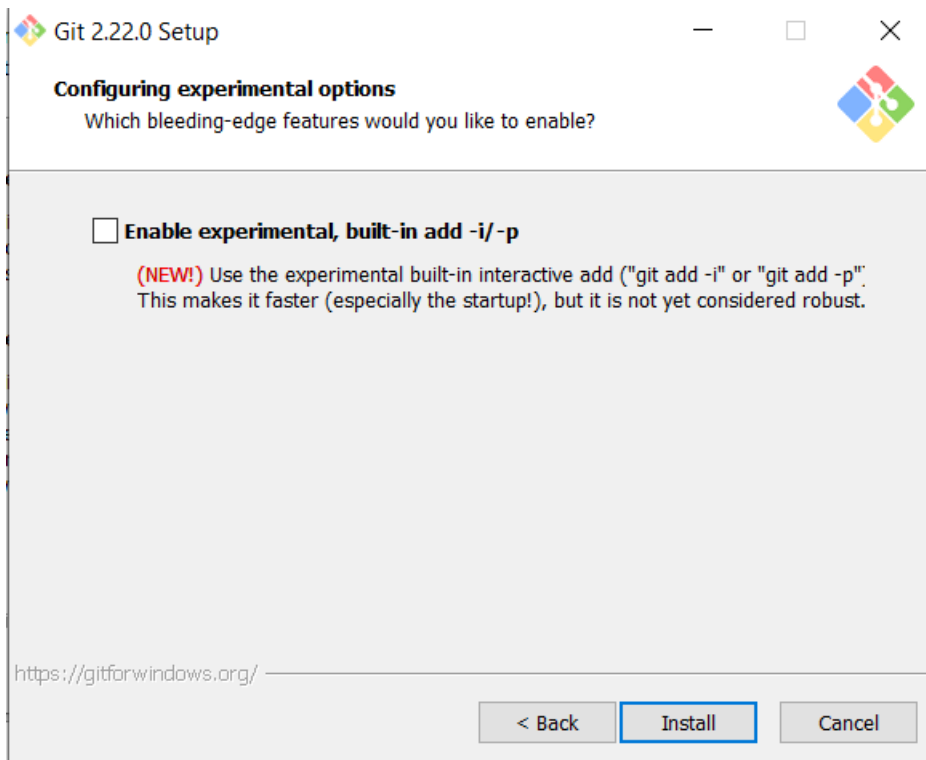 Git 2.22.0 Setup
Configuring experimental options
Which bleeding-edge features would you like to enable?
Enable experimental, built-in add -i/-p
(NEW!) Use the experimental built-in interactive add ("git add -i" or "git add -p"
This makes it faster (especially the startup!), but it is not yet considered robust.
https://gitforwindows.org/
< Back
Install
Cancel